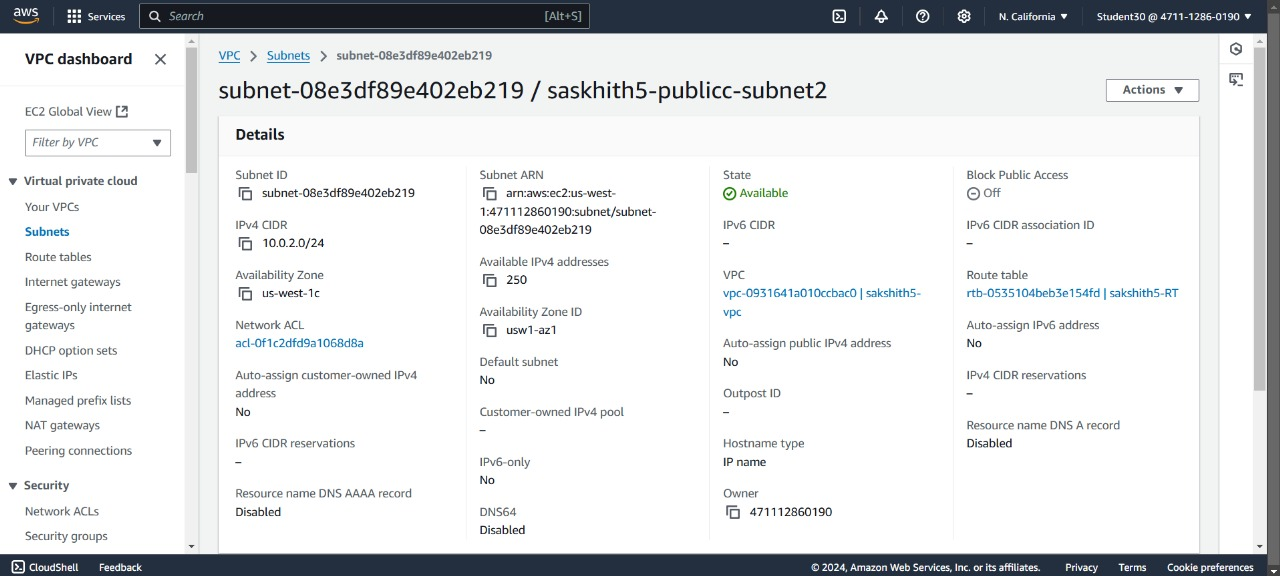 aws
Services
Search
[Alt+S]
N. California
Student30 @ 4711-1286-0190
VPC dashboard
EC2 Global View
Filter by VPC
Virtual private cloud
Your VPCs
Subnets
Route tables
Internet gateways
Egress-only internet
gateways
DHCP option sets
Elastic IPs
Managed prefix lists
NAT gateways
Peering connections
Security
Network ACLs
Security groups
VPC > Subnets > subnet-08e3df89e402eb219
subnet-08e3df89e402eb219 / saskhith5-publicc-subnet2
Actions
Details
Subnet ID
subnet-08e3df89e402eb219
IPv4 CIDR
10.0.2.0/24
Availability Zone
us-west-1c
Network ACL
acl-0f1c2dfd9a1068d8a
Auto-assign customer-owned IPv4
address
No
IPv6 CIDR reservations
–
Resource name DNS AAAA record
Disabled
Subnet ARN
arn:aws:ec2:us-west-
1:471112860190:subnet/subnet-
08e3df89e402eb219
Available IPv4 addresses
250
Availability Zone ID
usw1-az1
Default subnet
No
Customer-owned IPv4 pool
–
IPv6-only
No
DNS64
Disabled
State
Available
IPv6 CIDR
–
VPC
vpc-0931641a010ccbac0 | sakshith5-
vpc
Auto-assign public IPv4 address
No
Outpost ID
–
Hostname type
IP name
Owner
471112860190
Block Public Access
Off
IPv6 CIDR association ID
–
Route table
rtb-0535104beb3e154fd | sakshith5-RT
Auto-assign IPv6 address
No
IPv4 CIDR reservations
–
Resource name DNS A record
Disabled
CloudShell
Feedback
© 2024, Amazon Web Services, Inc. or its affiliates.
Privacy
Terms
Cookie preferences